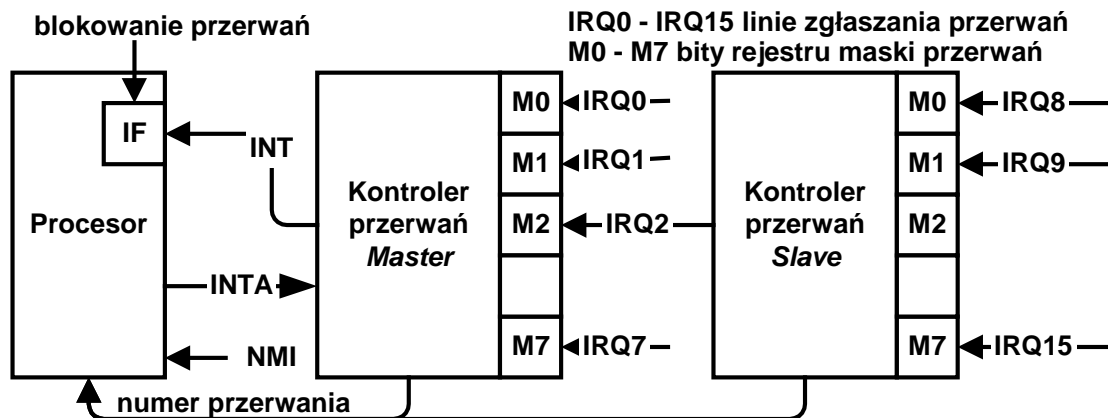 blokowanie przerwań
IRQ0 - IRQ15 linie zgłaszania przerwań
M0 - M7 bity rejestru maski przerwań
IF
INT
Procesor
INTA
NMI
numer przerwania
Kontroler
przerwań
Master
M0
M1
M2
M7
IRQ0
IRQ1
IRQ2
IRQ7
Kontroler
przerwań
Slave
M0
M1
M2
M7
IRQ8
IRQ9
IRQ15